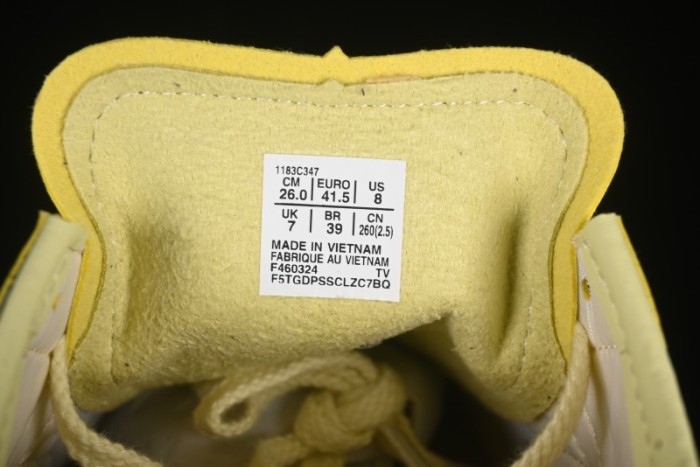 1183C347
CM EURO US
26.0 41.5 8
UK BR CN
7 39 260(2.5)
MADE IN VIETNAM
FABRIQUE AU VIETNAM
F460324 TV
F5TGDPSSCLZC7BQ